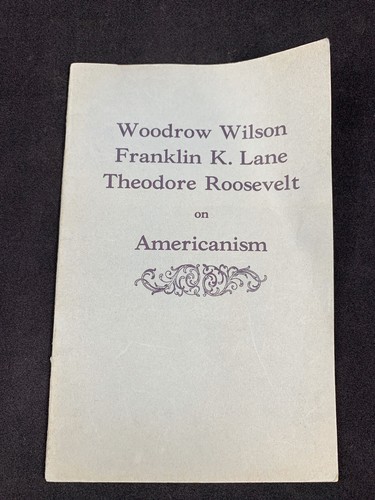 Woodrow Wilson
Franklin K. Lane
Theodore Roosevelt
on
Americanism